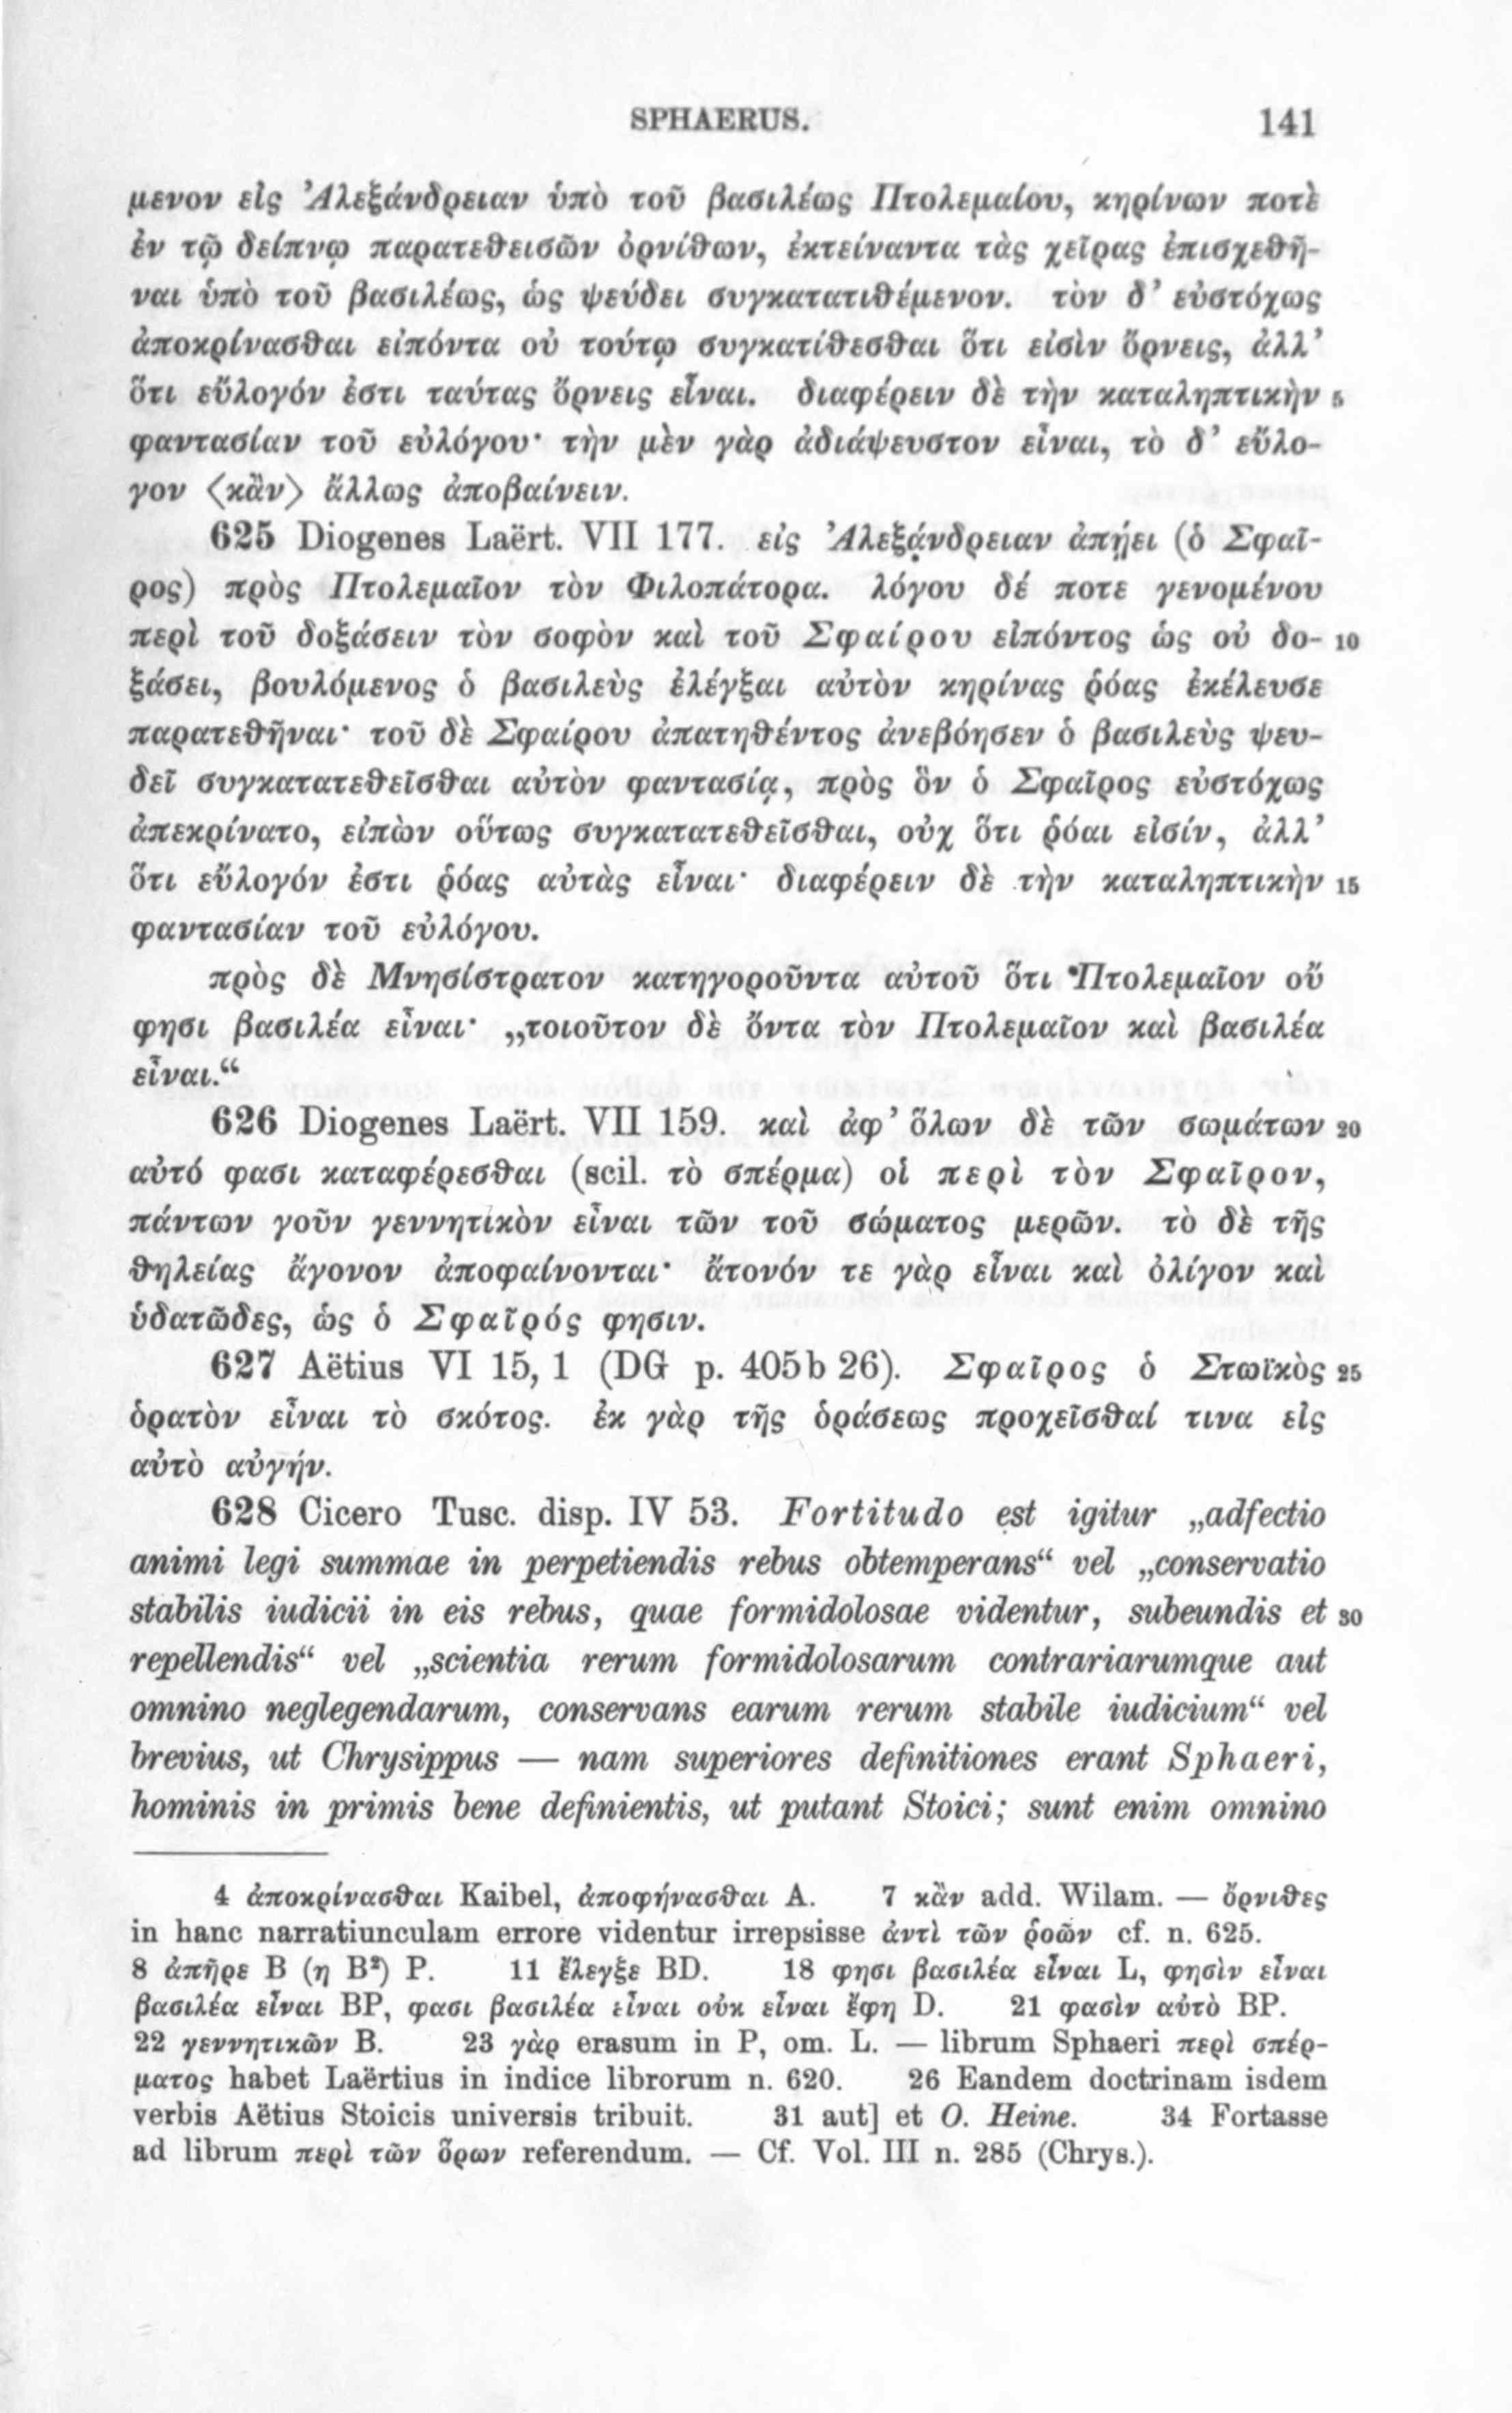 SPHAERUS. 141
μενον εἰς Ἀλεξάνδρειαν ὑπὸ τοῦ βασιλέως Πτολεμαίου, κηρίνων ποτὲ
ἐν τῷ δείπνῳ παρατεθεισῶν ὀρνίθων, ἐκτείναντα τὰς χεῖρας ἐπισχεθῆ-
ναι ὑπὸ τοῦ βασιλέως, ὡς ψεύδει συγκατατιθέμενον. τὸν δ’ εὐστόχως
ἀποκρίνασθαι εἰπόντα οὐ τούτῳ συγκατίθεσθαι ὅτι εἰσὶν ὄρνεις, ἀλλ’
ὅτι εὔλογόν ἐστι ταύτας ὄρνεις εἶναι. διαφέρειν δὲ τὴν καταληπτικὴν 5
φαντασίαν τοῦ εὐλόγου· τὴν μὲν γὰρ ἀδιάψευστον εἶναι, τὸ δ’ εὔλο-
γον ⟨κἂν⟩ ἄλλως ἀποβαίνειν.
625 Diogenes Laërt. VII 177. εἰς Ἀλεξάνδρειαν ἀπῄει (ὁ Σφαῖ-
ρος) πρὸς Πτολεμαῖον τὸν Φιλοπάτορα. λόγου δέ ποτε γενομένου
περὶ τοῦ δοξάσειν τὸν σοφὸν καὶ τοῦ Σφαίρου εἰπόντος ὡς οὐ δο- 10
ξάσει, βουλόμενος ὁ βασιλεὺς ἐλέγξαι αὐτὸν κηρίνας ῥόας ἐκέλευσε
παρατεθῆναι· τοῦ δὲ Σφαίρου ἀπατηθέντος ἀνεβόησεν ὁ βασιλεὺς ψευ-
δεῖ συγκατατεθεῖσθαι αὐτὸν φαντασίᾳ, πρὸς ὃν ὁ Σφαῖρος εὐστόχως
ἀπεκρίνατο, εἰπὼν οὕτως συγκατατεθεῖσθαι, οὐχ ὅτι ῥόαι εἰσίν, ἀλλ’
ὅτι εὔλογόν ἐστι ῥόας αὐτὰς εἶναι· διαφέρειν δὲ τὴν καταληπτικὴν 15
φαντασίαν τοῦ εὐλόγου.
πρὸς δὲ Μνησίστρατον κατηγοροῦντα αὐτοῦ ὅτι Πτολεμαῖον οὔ
φησι βασιλέα εἶναι· „τοιοῦτον δὲ ὄντα τὸν Πτολεμαῖον καὶ βασιλέα
εἶναι.“
626 Diogenes Laërt. VII 159. καὶ ἀφ’ ὅλων δὲ τῶν σωμάτων 20
αὐτό φασι καταφέρεσθαι (scil. τὸ σπέρμα) οἱ περὶ τὸν Σφαῖρον,
πάντων γοῦν γεννητικὸν εἶναι τῶν τοῦ σώματος μερῶν. τὸ δὲ τῆς
θηλείας ἄγονον ἀποφαίνονται· ἄτονόν τε γὰρ εἶναι καὶ ὀλίγον καὶ
ὑδατῶδες, ὡς ὁ Σφαῖρός φησιν.
627 Aëtius VI 15, 1 (DG p. 405b 26). Σφαῖρος ὁ Στωϊκὸς 25
ὁρατὸν εἶναι τὸ σκότος. ἐκ γὰρ τῆς ὁράσεως προχεῖσθαί τινα εἰς
αὐτὸ αὐγήν.
628 Cicero Tusc. disp. IV 53. Fortitudo est igitur „adfectio
animi legi summae in perpetiendis rebus obtemperans“ vel „conservatio
stabilis iudicii in eis rebus, quae formidolosae videntur, subeundis et 30
repellendis“ vel „scientia rerum formidolosarum contrariarumque aut
omnino neglegendarum, conservans earum rerum stabile iudicium“ vel
brevius, ut Chrysippus — nam superiores definitiones erant Sphaeri,
hominis in primis bene definientis, ut putant Stoici; sunt enim omnino
4 ἀποκρίνασθαι Kaibel, ἀποφήνασθαι A. 7 κἂν add. Wilam. — ὄρνιθες
in hanc narratiunculam errore videntur irrepsisse ἀντὶ τῶν ῥοῶν cf. n. 625.
8 ἀπῆρε B (η B²) P. 11 ἔλεγξε BD. 18 φησι βασιλέα εἶναι L, φησὶν εἶναι
βασιλέα εἶναι BP, φασι βασιλέα εἶναι οὐκ εἶναι ἔφη D. 21 φασὶν αὐτὸ BP.
22 γεννητικῶν B. 23 γὰρ erasum in P, om. L. — librum Sphaeri περὶ σπέρ-
ματος habet Laërtius in indice librorum n. 620. 26 Eandem doctrinam isdem
verbis Aëtius Stoicis universis tribuit. 31 aut] et O. Heine. 34 Fortasse
ad librum περὶ τῶν ὅρων referendum. — Cf. Vol. III n. 285 (Chrys.).